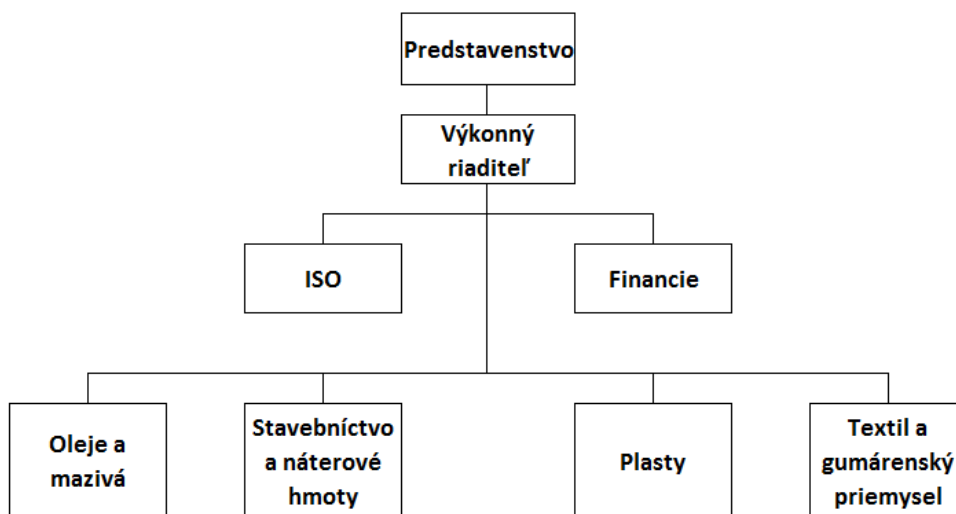 Predstavenstvo
Výkonný
riaditeľ
ISO
Financie
Oleje a
mazivá
Stavebníctvo
a náterové
hmoty
Plasty
Textil a
gumárenský
priemysel